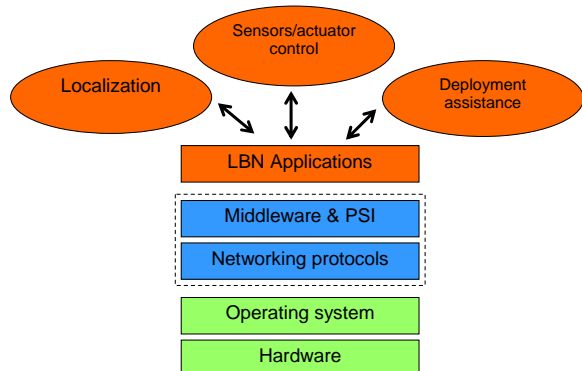 Sensors/actuator
control
Localization
Deployment
assistance
LBN Applications
Middleware & PSI
Networking protocols
Operating system
Hardware